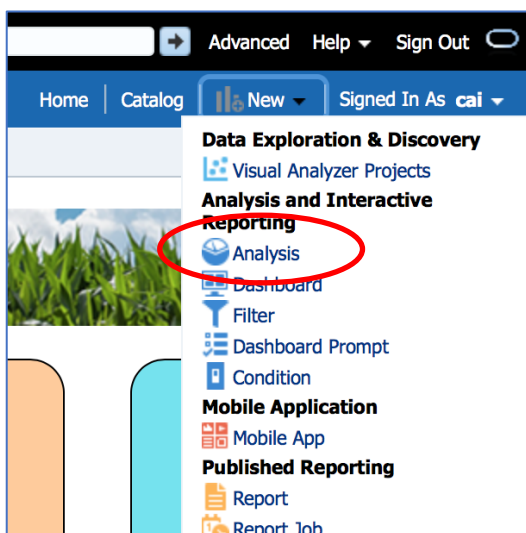 Advanced Help Sign Out
Home Catalog New Signed In As cai
Data Exploration & Discovery
Visual Analyzer Projects
Analysis and Interactive
Reporting
Analysis
Dashboard
Filter
Dashboard Prompt
Condition
Mobile Application
Mobile App
Published Reporting
Report
Report Job